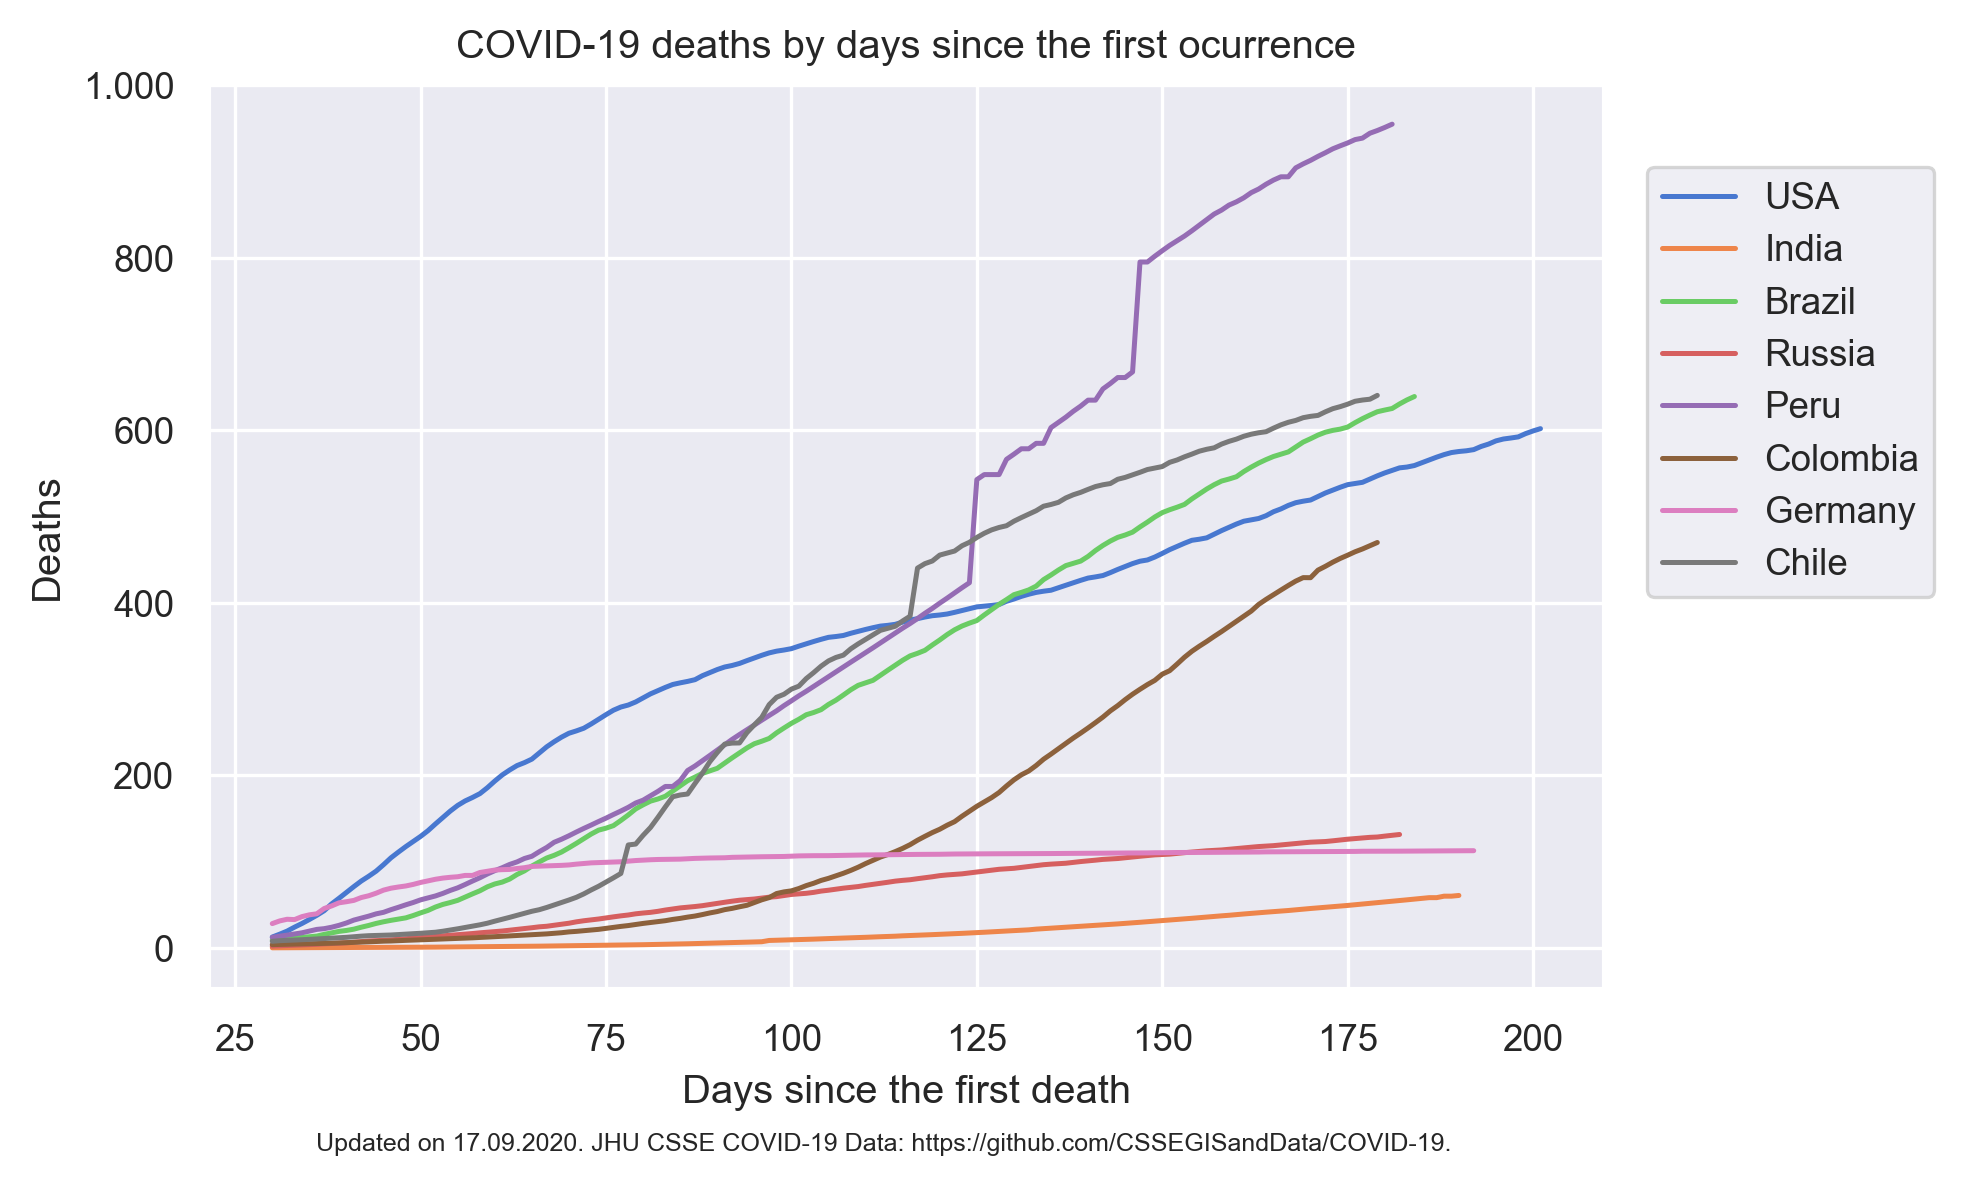 COVID-19 deaths by days since the first ocurrence
1.000
800
600
400
200
0
Deaths
25 50 75 100 125 150 175 200
Days since the first death
USA
India
Brazil
Russia
Peru
Colombia
Germany
Chile
Updated on 17.09.2020. JHU CSSE COVID-19 Data: https://github.com/CSSEGISandData/COVID-19.